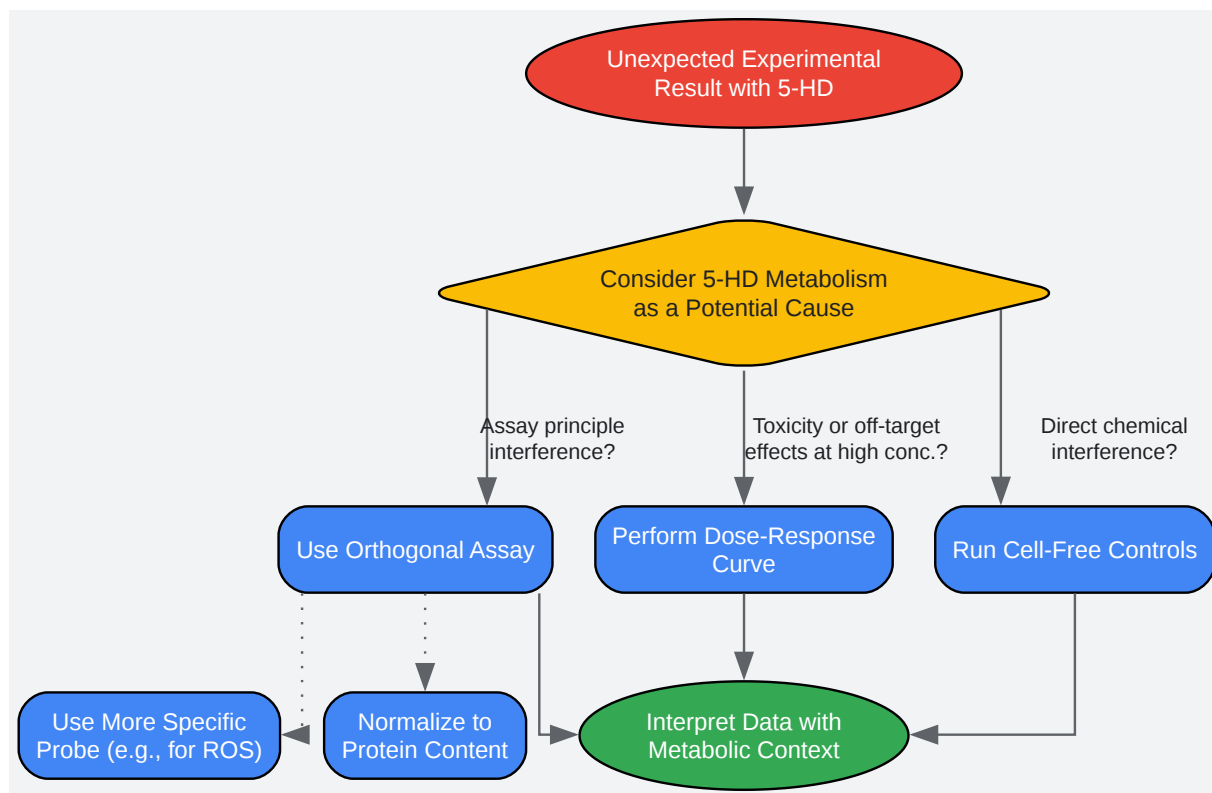 Unexpected Experimental
Result with 5-HD
Consider 5-HD Metabolism
as a Potential Cause
Assay principle
interference?
Toxicity or off-target
effects at high conc.?
Direct chemical
interference?
Use Orthogonal Assay
Perform Dose-Response
Curve
Run Cell-Free Controls
Use More Specific
Probe (e.g., for ROS)
Normalize to
Protein Content
Interpret Data with
Metabolic Context